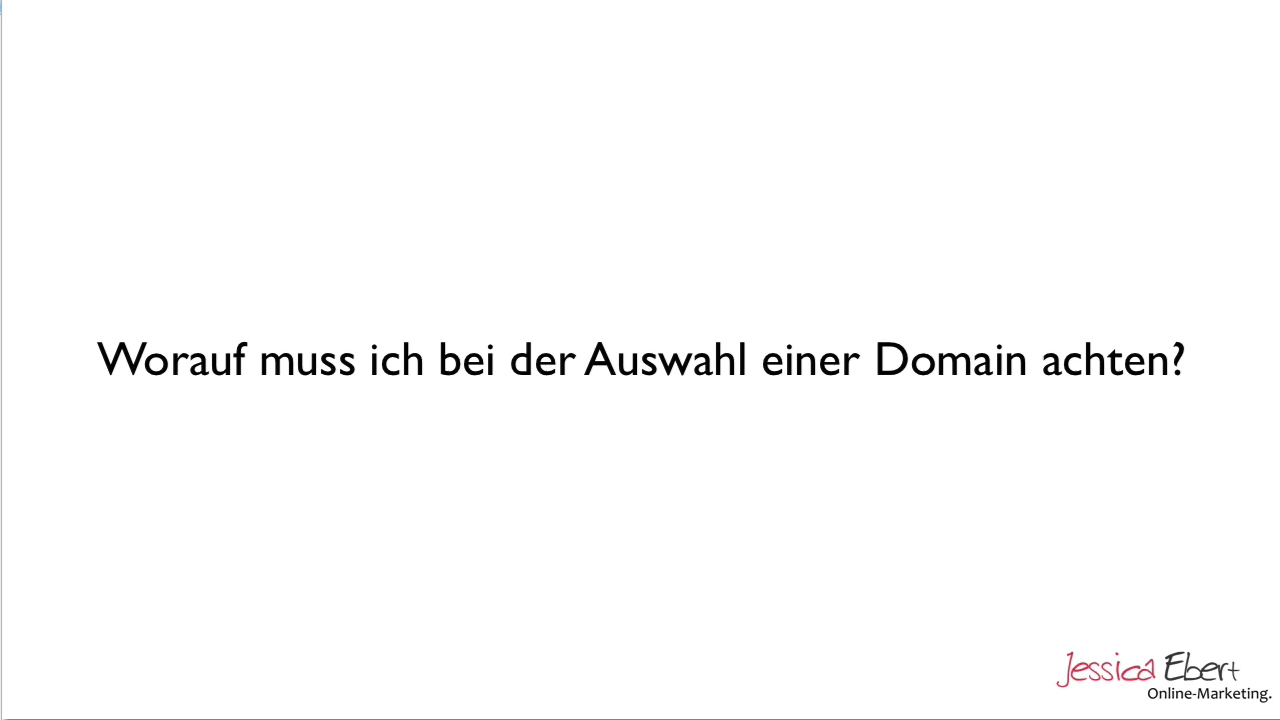 Worauf muss ich bei der Auswahl einer Domain achten?
Jessica Ebert
Online-Marketing.